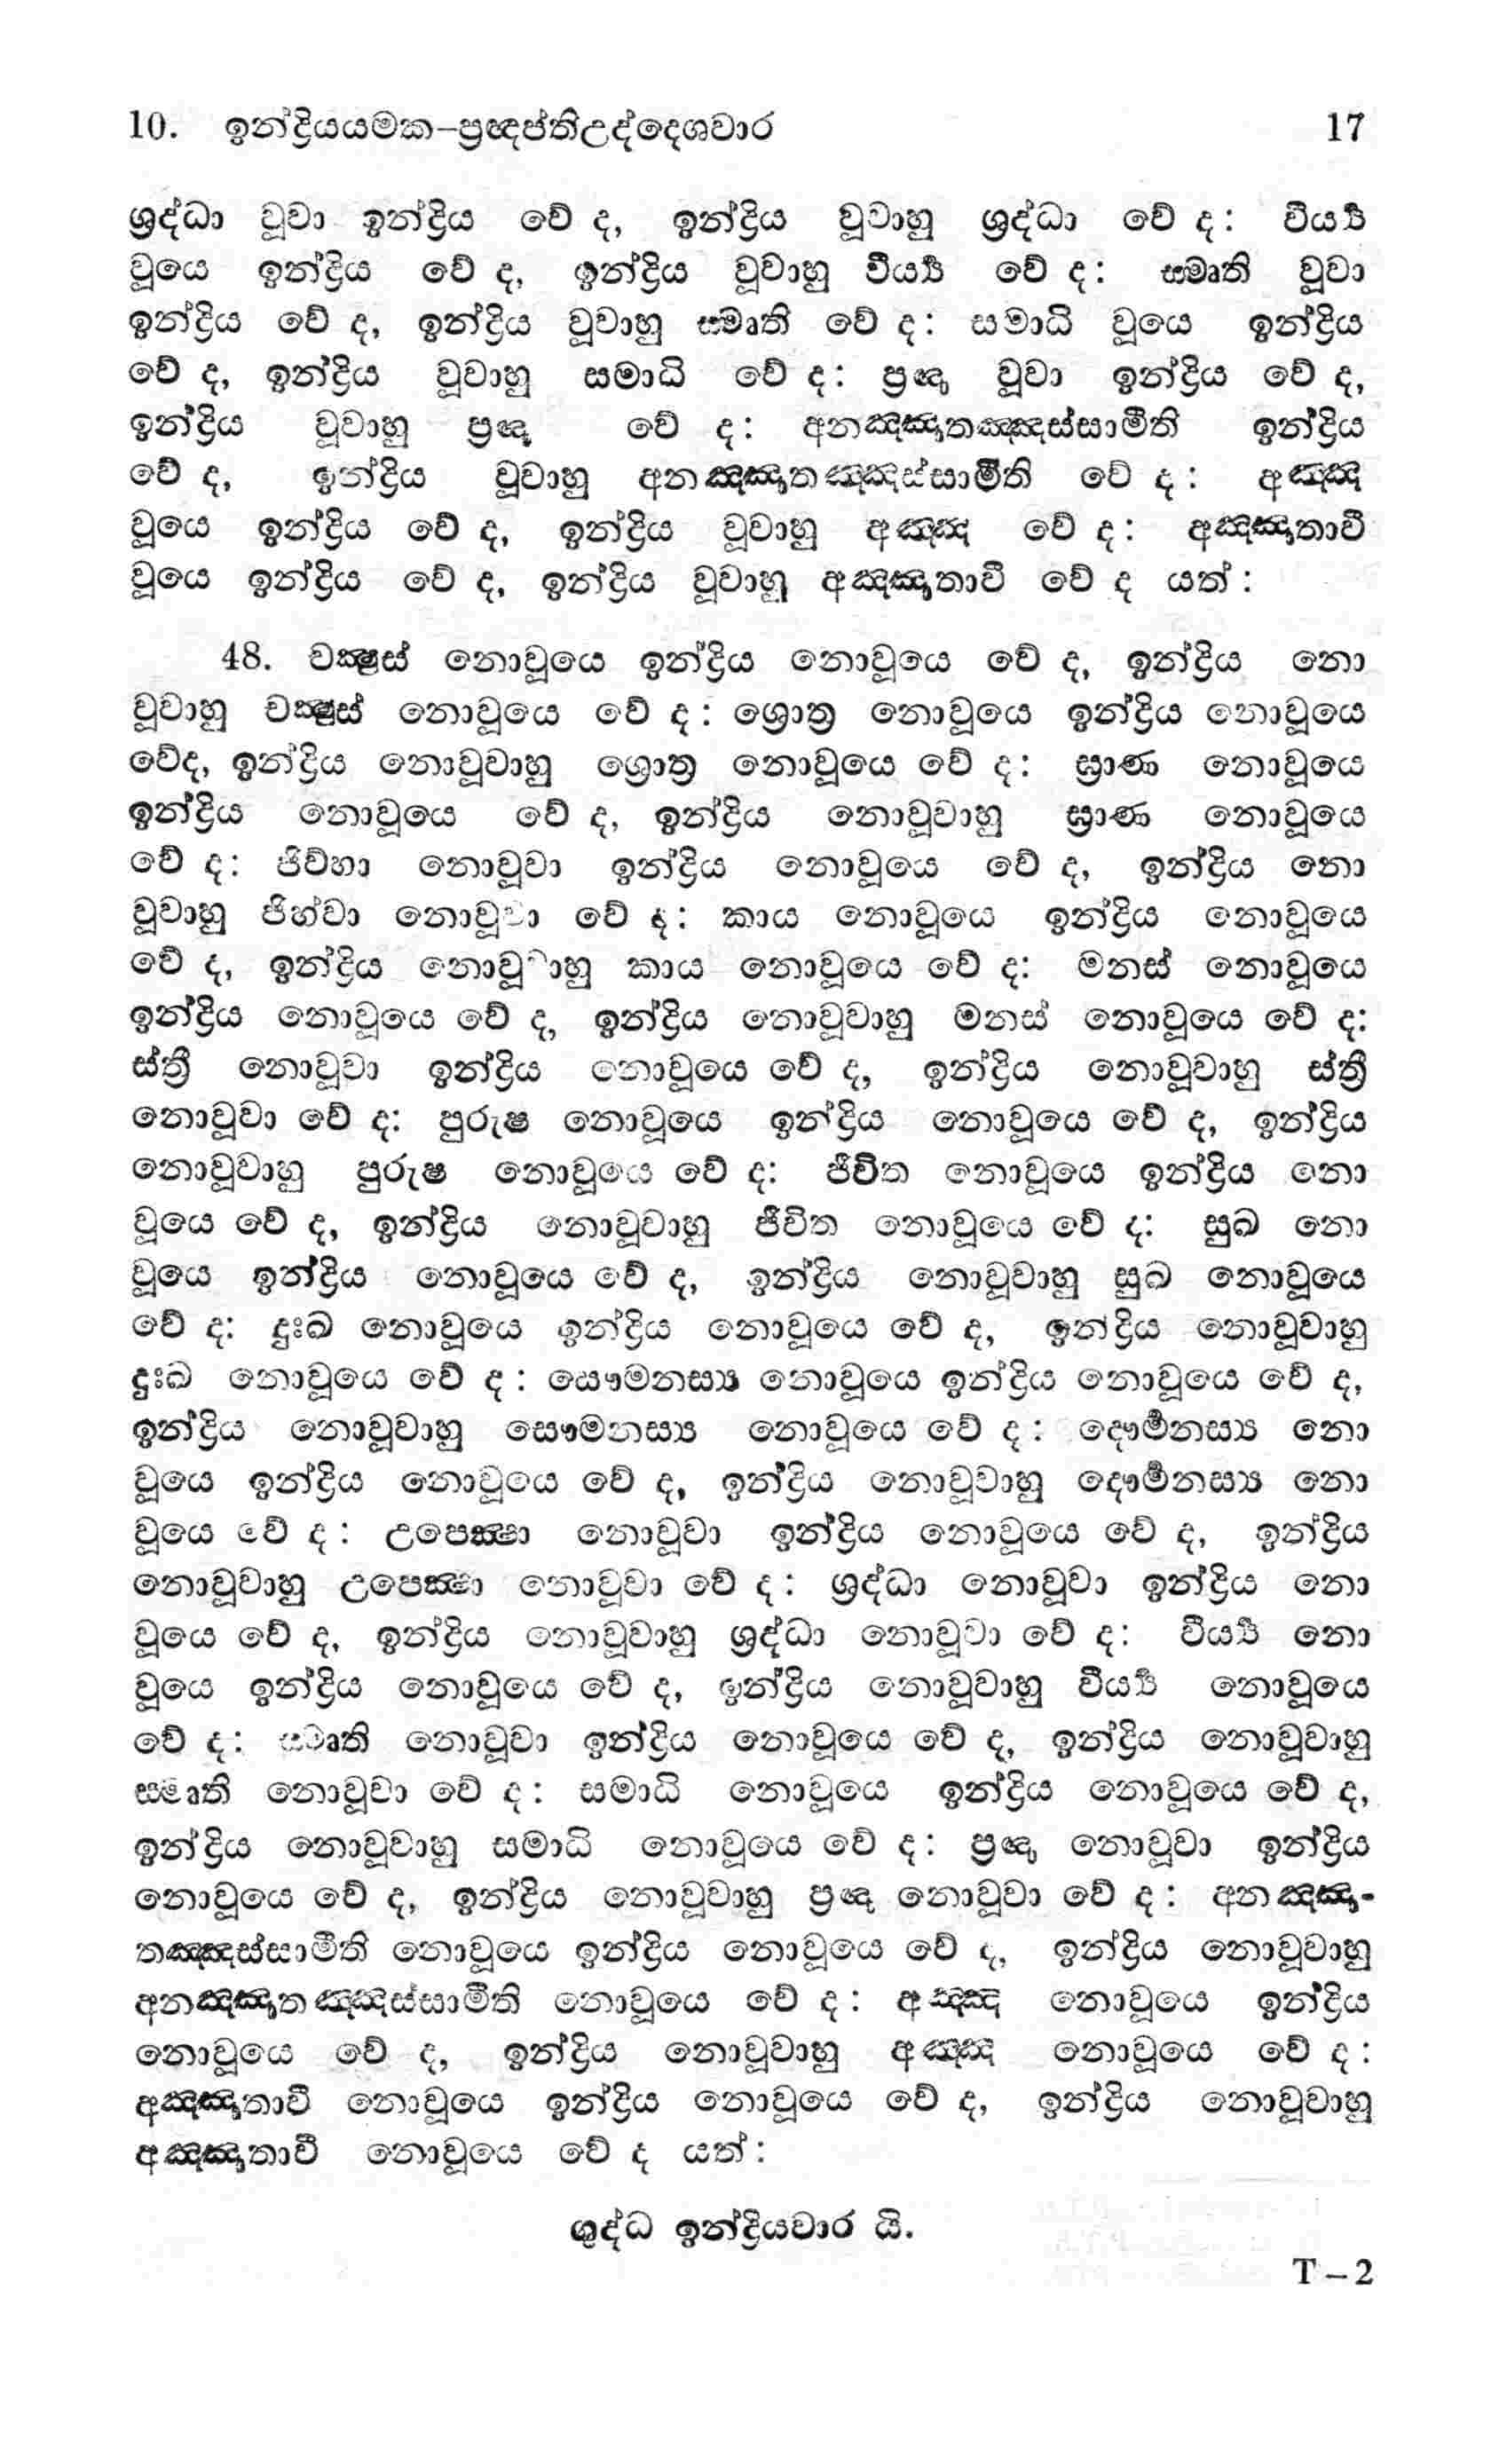 10. ඉන්ද්‍රියයමක–ප්‍රඥප්තිඋද්දෙශවාර 17
ශ්‍රද්ධා වූවා ඉන්ද්‍රිය වේ ද, ඉන්ද්‍රිය වූවාහු ශ්‍රද්ධා වේ ද: වීර්‍ය්‍ය
වූයෙ ඉන්ද්‍රිය වේ ද, ඉන්ද්‍රිය වූවාහු වීර්‍ය්‍ය වේ ද: සමෘති වූවා
ඉන්ද්‍රිය වේ ද, ඉන්ද්‍රිය වූවාහු සමෘති වේ ද: සමාධි වූයෙ ඉන්ද්‍රිය
වේ ද, ඉන්ද්‍රිය වූවාහු සමාධි වේ ද: ප්‍රඥා වූවා ඉන්ද්‍රිය වේ ද,
ඉන්ද්‍රිය වූවාහු ප්‍රඥා වේ ද: අනඤ්ඤාතඤ්ඤස්සාමීති ඉන්ද්‍රිය
වේ ද, ඉන්ද්‍රිය වූවාහු අනඤ්ඤාතඤ්ඤස්සාමීති වේ ද: අඤ්ඤ
වූයෙ ඉන්ද්‍රිය වේ ද, ඉන්ද්‍රිය වූවාහු අඤ්ඤ වේ ද: අඤ්ඤාතාවී
වූයෙ ඉන්ද්‍රිය වේ ද, ඉන්ද්‍රිය වූවාහු අඤ්ඤාතාවී වේ ද යත්:
48. චක්‍ෂුස් නොවූයෙ ඉන්ද්‍රිය නොවූයෙ වේ ද, ඉන්ද්‍රිය නො
වූවාහු චක්‍ෂුස් නොවූයෙ වේ ද: ශ්‍රොත්‍ර නොවූයෙ ඉන්ද්‍රිය නොවූයෙ
වේද, ඉන්ද්‍රිය නොවූවාහු ශ්‍රොත්‍ර නොවූයෙ වේ ද: ඝ්‍රාණ නොවූයෙ
ඉන්ද්‍රිය නොවූයෙ වේ ද, ඉන්ද්‍රිය නොවූවාහු ඝ්‍රාණ නොවූයෙ
වේ ද: ජිව්හා නොවූවා ඉන්ද්‍රිය නොවූයෙ වේ ද, ඉන්ද්‍රිය නො
වූවාහු ජිහ්වා නොවූවා වේ ද: කාය නොවූයෙ ඉන්ද්‍රිය නොවූයෙ
වේ ද, ඉන්ද්‍රිය නොවූවාහු කාය නොවූයෙ වේ ද: මනස් නොවූයෙ
ඉන්ද්‍රිය නොවූයෙ වේ ද, ඉන්ද්‍රිය නොවූවාහු මනස් නොවූයෙ වේ ද:
ස්ත්‍රී නොවූවා ඉන්ද්‍රිය නොවූයෙ වේ ද, ඉන්ද්‍රිය නොවූවාහු ස්ත්‍රී
නොවූවා වේ ද: පුරුෂ නොවූයෙ ඉන්ද්‍රිය නොවූයෙ වේ ද, ඉන්ද්‍රිය
නොවූවාහු පුරුෂ නොවූයෙ වේ ද: ජීවිත නොවූයෙ ඉන්ද්‍රිය නො
වූයෙ වේ ද, ඉන්ද්‍රිය නොවූවාහු ජීවිත නොවූයෙ වේ ද: සුඛ නො
වූයෙ ඉන්ද්‍රිය නොවූයෙ වේ ද, ඉන්ද්‍රිය නොවූවාහු සුඛ නොවූයෙ
වේ ද: දුඃඛ නොවූයෙ ඉන්ද්‍රිය නොවූයෙ වේ ද, ඉන්ද්‍රිය නොවූවාහු
දුඃඛ නොවූයෙ වේ ද: සෞමනස්‍ය නොවූයෙ ඉන්ද්‍රිය නොවූයෙ වේ ද,
ඉන්ද්‍රිය නොවූවාහු සෞමනස්‍ය නොවූයෙ වේ ද: දෞර්‍මනස්‍ය නො
වූයෙ ඉන්ද්‍රිය නොවූයෙ වේ ද, ඉන්ද්‍රිය නොවූවාහු දෞර්‍මනස්‍ය නො
වූයෙ වේ ද: උපෙක්‍ෂා නොවූවා ඉන්ද්‍රිය නොවූයෙ වේ ද, ඉන්ද්‍රිය
නොවූවාහු උපෙක්‍ෂා නොවූවා වේ ද: ශ්‍රද්ධා නොවූවා ඉන්ද්‍රිය නො
වූයෙ වේ ද, ඉන්ද්‍රිය නොවූවාහු ශ්‍රද්ධා නොවූවා වේ ද: වීර්‍ය්‍ය නො
වූයෙ ඉන්ද්‍රිය නොවූයෙ වේ ද, ඉන්ද්‍රිය නොවූවාහු වීර්‍ය්‍ය නොවූයෙ
වේ ද: සමෘති නොවූවා ඉන්ද්‍රිය නොවූයෙ වේ ද, ඉන්ද්‍රිය නොවූවාහු
සමෘති නොවූවා වේ ද: සමාධි නොවූයෙ ඉන්ද්‍රිය නොවූයෙ වේ ද,
ඉන්ද්‍රිය නොවූවාහු සමාධි නොවූයෙ වේ ද: ප්‍රඥා නොවූවා ඉන්ද්‍රිය
නොවූයෙ වේ ද, ඉන්ද්‍රිය නොවූවාහු ප්‍රඥා නොවූවා වේ ද: අනඤ්ඤා-
තඤ්ඤස්සාමීති නොවූයෙ ඉන්ද්‍රිය නොවූයෙ වේ ද, ඉන්ද්‍රිය නොවූවාහු
අනඤ්ඤාතඤ්ඤස්සාමීති නොවූයෙ වේ ද: අඤ්ඤ නොවූයෙ ඉන්ද්‍රිය
නොවූයෙ වේ ද, ඉන්ද්‍රිය නොවූවාහු අඤ්ඤ නොවූයෙ වේ ද:
අඤ්ඤාතාවී නොවූයෙ ඉන්ද්‍රිය නොවූයෙ වේ ද, ඉන්ද්‍රිය නොවූවාහු
අඤ්ඤාතාවී නොවූයෙ වේ ද යත්:
ශුද්ධ ඉන්ද්‍රියවාර යි.
T–2